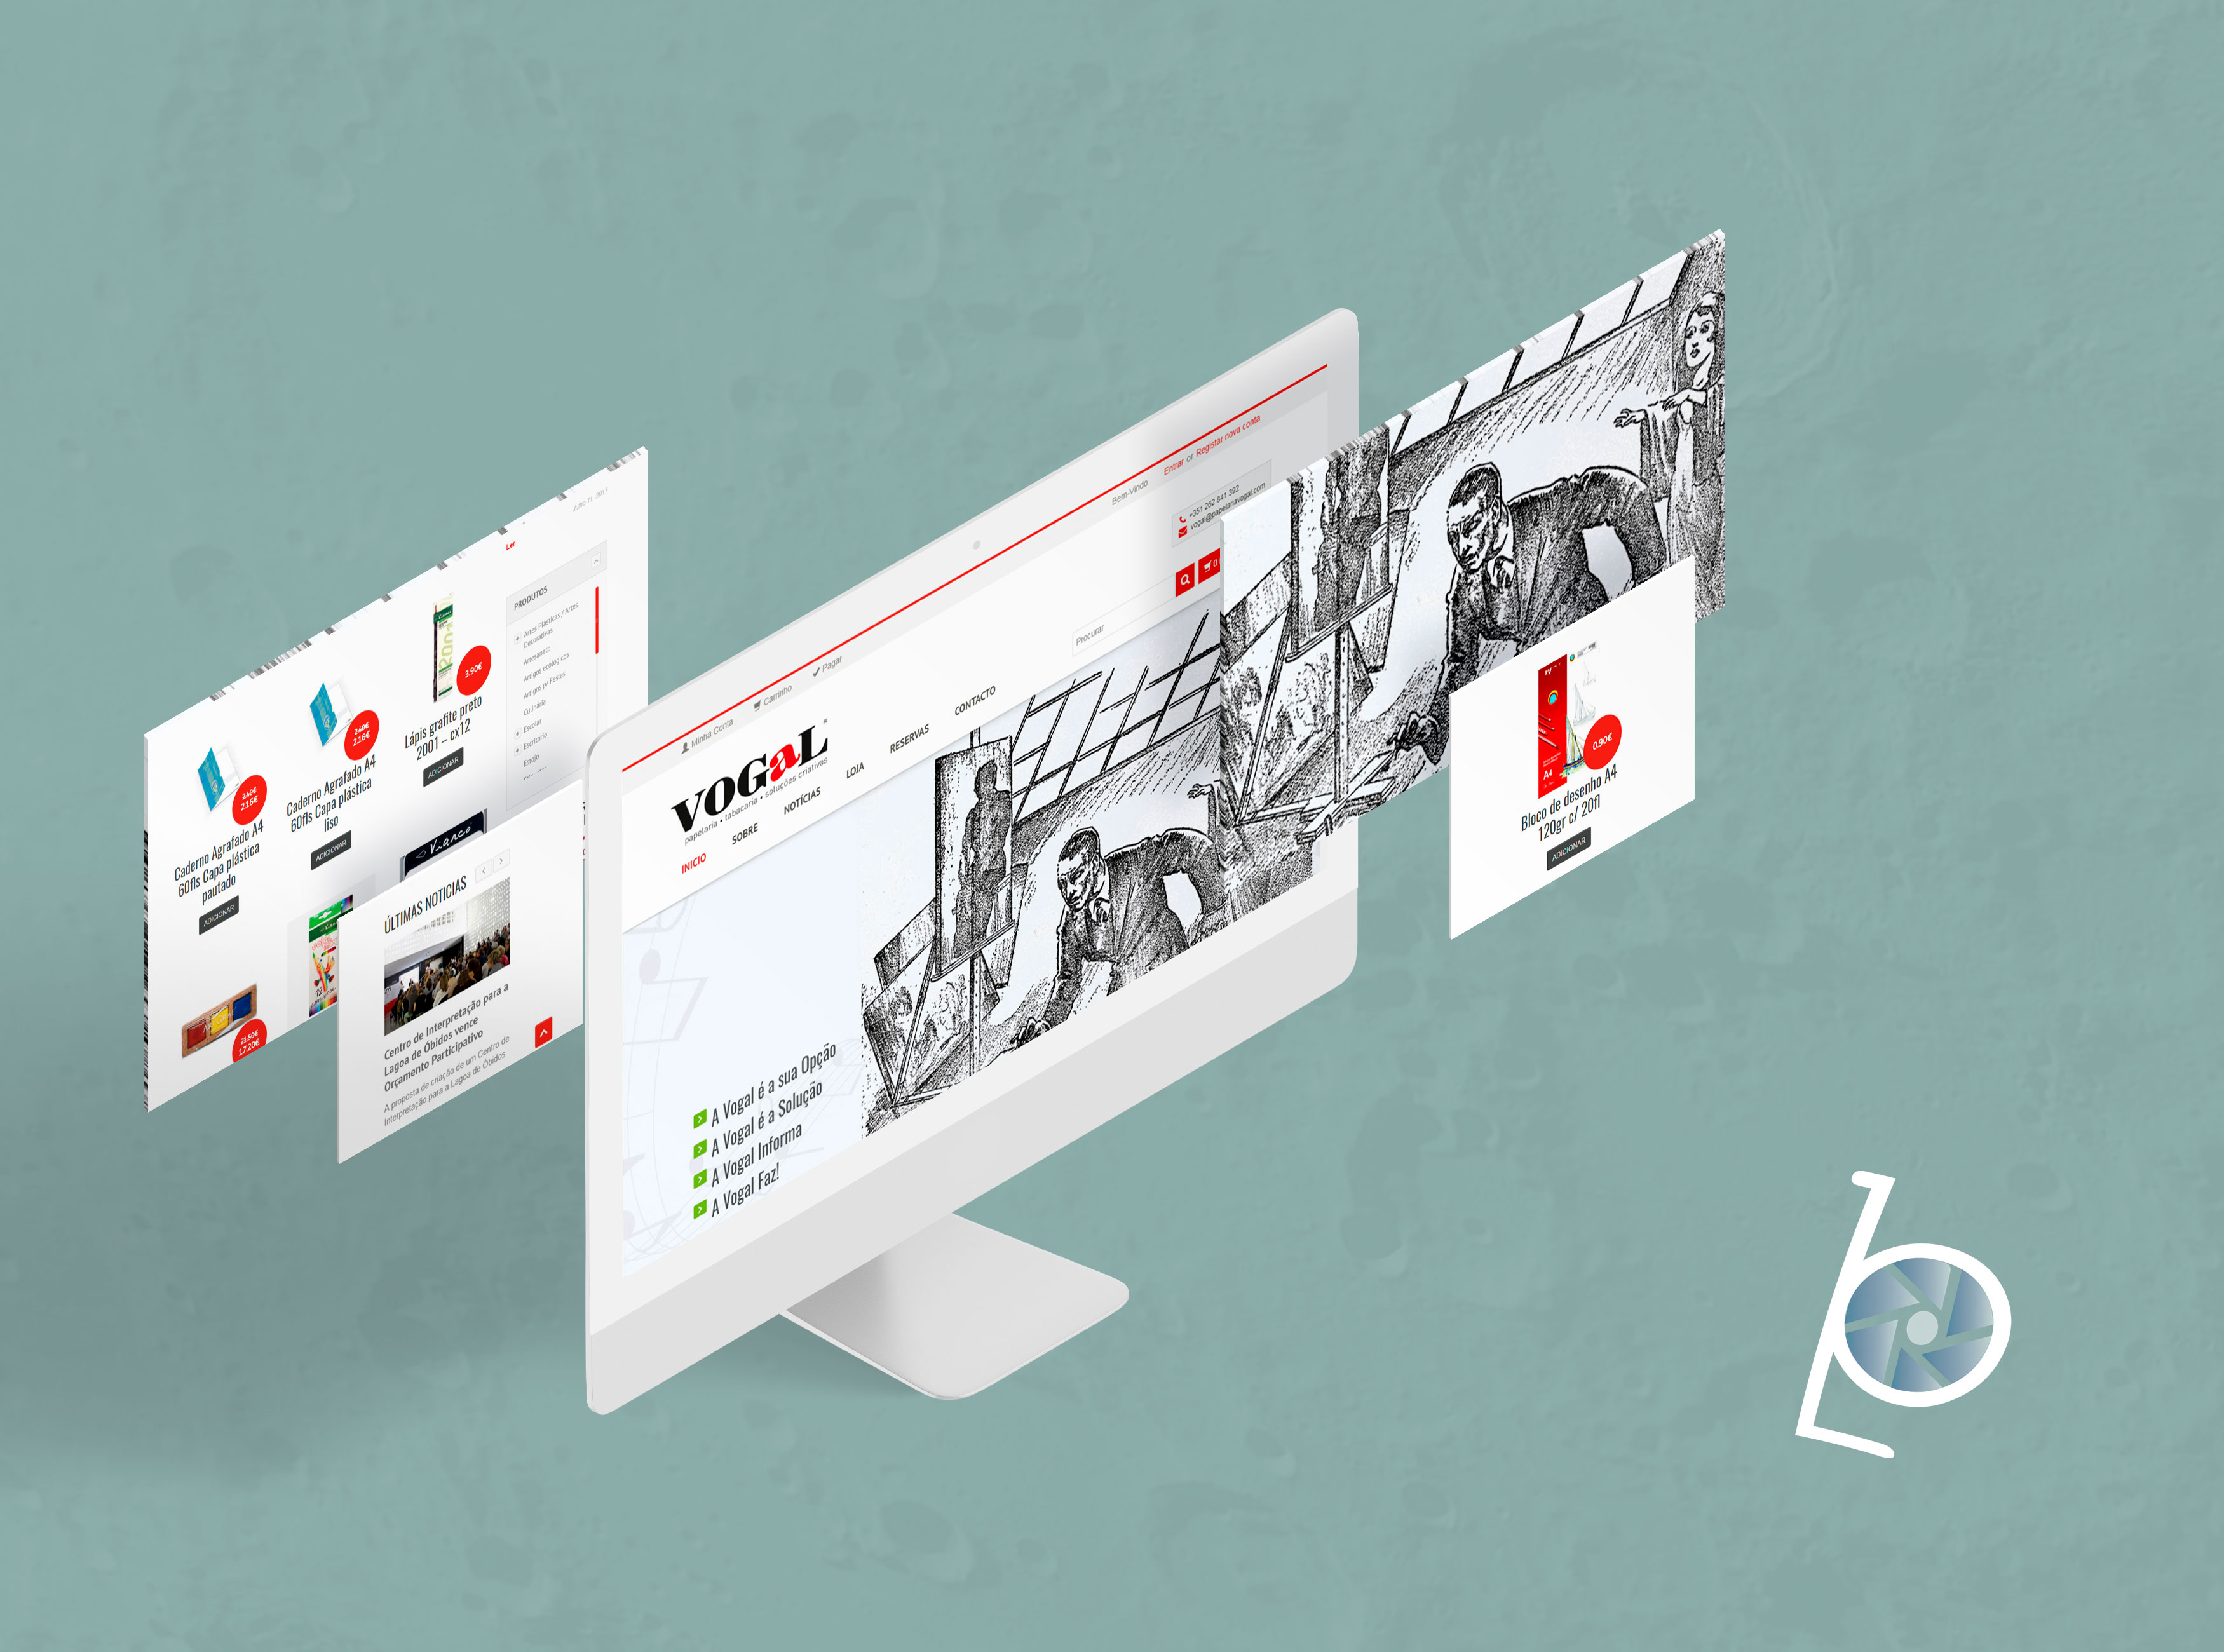 Julho 11, 2017
Ler
PRODUTOS
Artes Plásticas / Artes
Decorativas
Artesanato
Artigos ecológicos
Artigos p/ Festas
Culinária
Escolar
Escritório
Estojo
3.90€
Lápis grafite preto
2001 – cx12
ADICIONAR
2.40€
2.16€
Caderno Agrafado A4
60fls Capa plástica
liso
ADICIONAR
2.40€
2.16€
Caderno Agrafado A4
60fls Capa plástica
pautado
ADICIONAR
Viarco
21.50€
17.20€
ÚLTIMAS NOTICIAS
Centro de Interpretação para a
Lagoa de Óbidos vence
Orçamento Participativo
A proposta de criação de um Centro de
Interpretação para a Lagoa de Óbidos
Minha Conta
Carrinho
Pagar
Bem-Vindo
Entrar or Registar nova conta
VOGaL
papelaria • tabacaria • soluções criativas
+351 262 841 392
vogal@papelariavogal.com
Procurar
0
INICIO
SOBRE
NOTÍCIAS
LOJA
RESERVAS
CONTACTO
A Vogal é a sua Opção
A Vogal é a Solução
A Vogal Informa
A Vogal Faz!
A4
0.90€
Bloco de desenho A4
120gr c/ 20fl
ADICIONAR